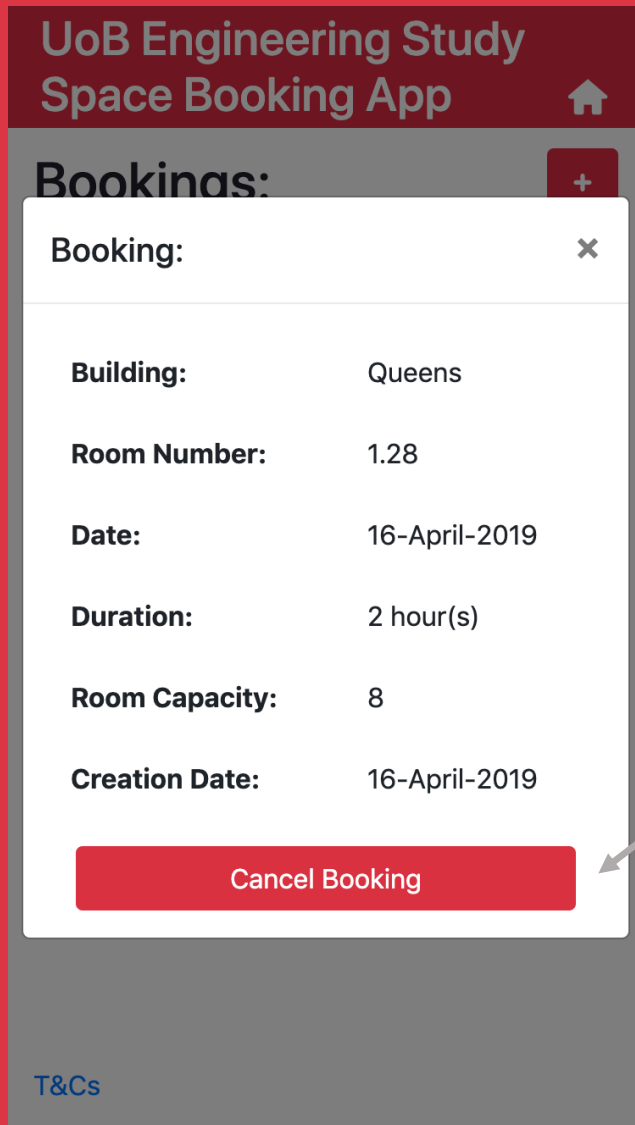 UoB Engineering Study
Space Booking App
Bookings:
+
Booking:
×
Building: Queens
Room Number: 1.28
Date: 16-April-2019
Duration: 2 hour(s)
Room Capacity: 8
Creation Date: 16-April-2019
Cancel Booking
T&Cs